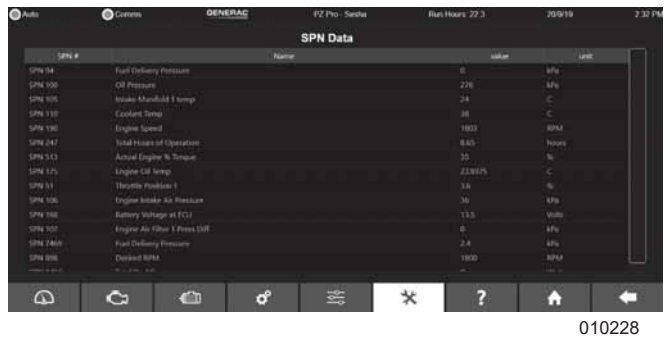 Auto Comms GENERAC PZ Pro - Sesha Run Hours: 22.3 20/9/19 2:32 PM
SPN Data
SPN # Name value unit
SPN 94 Fuel Delivery Pressure 0 kPa
SPN 100 Oil Pressure 276 kPa
SPN 105 Intake Manifold 1 temp 24 C
SPN 110 Coolant Temp 38 C
SPN 190 Engine Speed 1803 RPM
SPN 247 Total Hours of Operation 8.65 hours
SPN 513 Actual Engine % Torque 35 %
SPN 175 Engine Oil Temp 23.9375 C
SPN 51 Throttle Position 1 3.6 %
SPN 106 Engine Intake Air Pressure 36 kPa
SPN 168 Battery Voltage at ECU 13.5 Volts
SPN 107 Engine Air Filter 1 Press Diff 0 kPa
SPN 7469 Fuel Delivery Pressure 2.4 kPa
SPN 898 Desired RPM 1800 RPM
?
010228